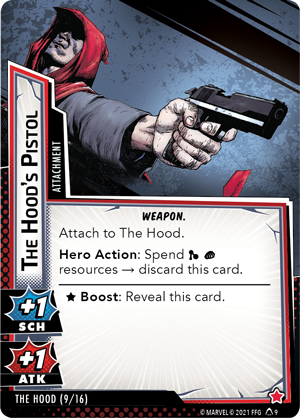 THE HOOD'S PISTOL
ATTACHMENT
WEAPON.
Attach to The Hood.
Hero Action: Spend
resources → discard this card.
★ Boost: Reveal this card.
+1
SCH
+1
ATK
THE HOOD (9/16)
© MARVEL © 2021 FFG 9